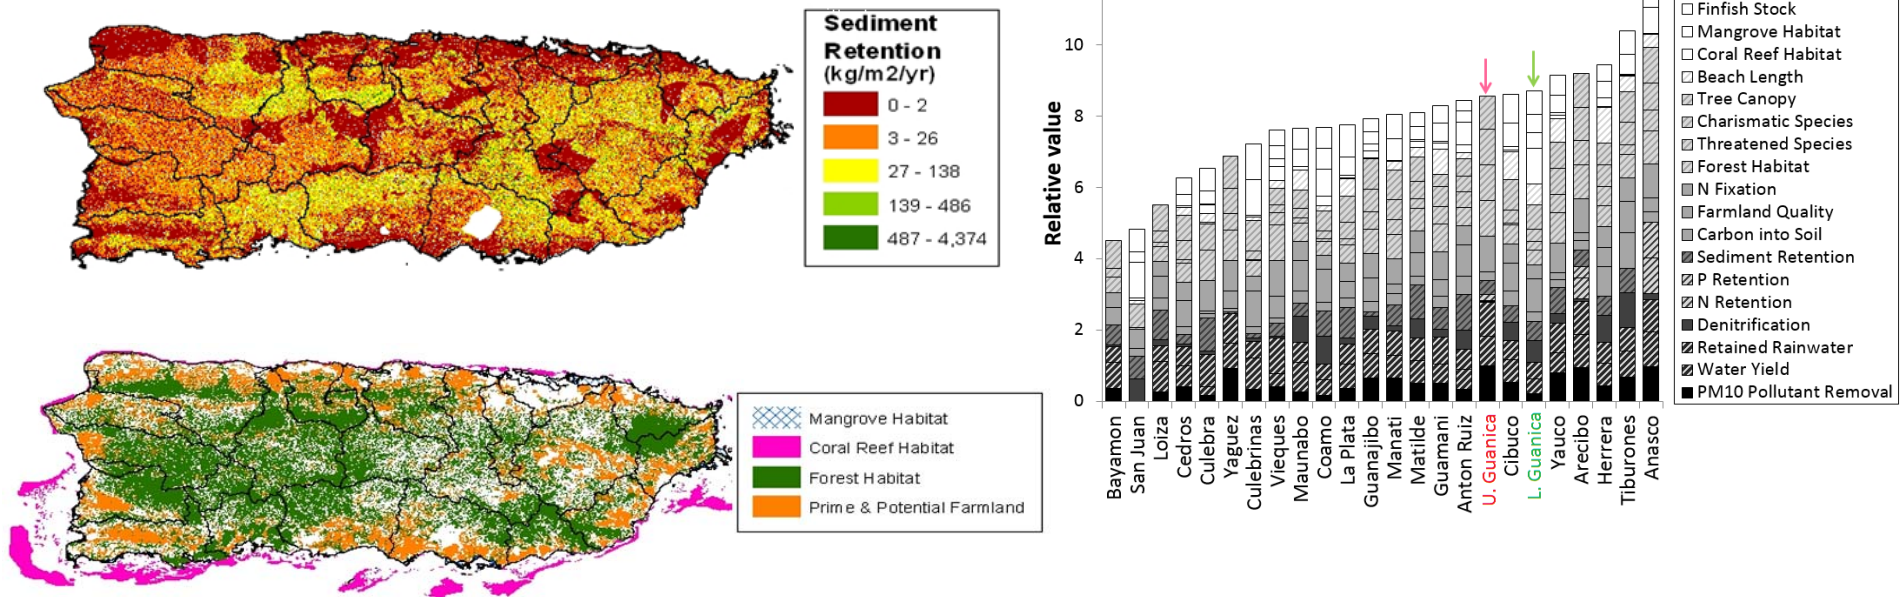 Sediment
Retention
(kg/m2/yr)
0 - 2
3 - 26
27 - 138
139 - 486
487 - 4,374
Mangrove Habitat
Coral Reef Habitat
Forest Habitat
Prime & Potential Farmland
Relative value
10
8
6
4
2
0
Bayamon
San Juan
Loiza
Cedros
Culebra
Yaguez
Culebrinas
Vieques
Maunabo
Coamo
La Plata
Guanajibo
Manati
Matilde
Guamani
Anton Ruiz
U. Guanica
Cibuco
L. Guanica
Yauco
Arecibo
Herrera
Tiburones
Anasco
Finfish Stock
Mangrove Habitat
Coral Reef Habitat
Beach Length
Tree Canopy
Charismatic Species
Threatened Species
Forest Habitat
N Fixation
Farmland Quality
Carbon into Soil
Sediment Retention
P Retention
N Retention
Denitrification
Retained Rainwater
Water Yield
PM10 Pollutant Removal